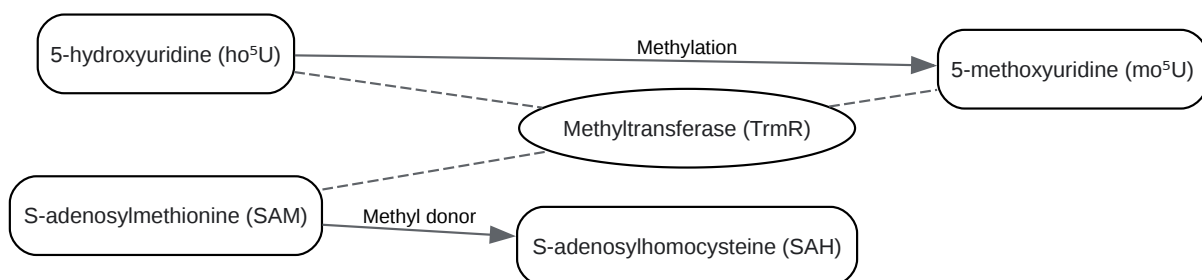 5-hydroxyuridine (ho⁵U)
Methylation
5-methoxyuridine (mo⁵U)
Methyltransferase (TrmR)
S-adenosylmethionine (SAM)
Methyl donor
S-adenosylhomocysteine (SAH)